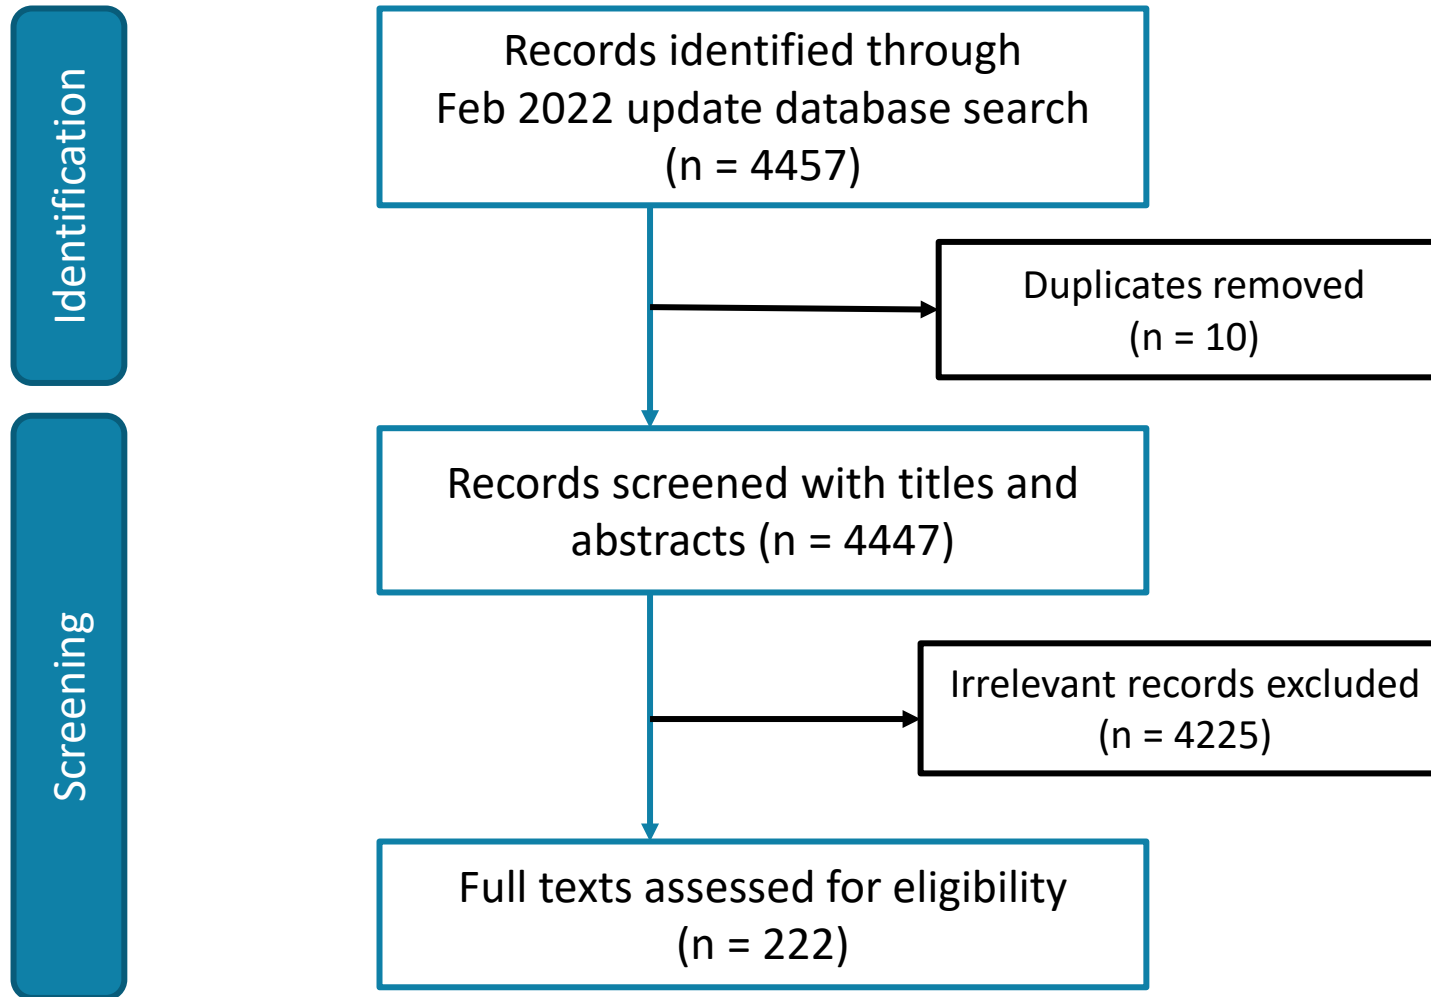 Identification
Records identified through
Feb 2022 update database search
(n = 4457)
Duplicates removed
(n = 10)
Screening
Records screened with titles and
abstracts (n = 4447)
Irrelevant records excluded
(n = 4225)
Full texts assessed for eligibility
(n = 222)